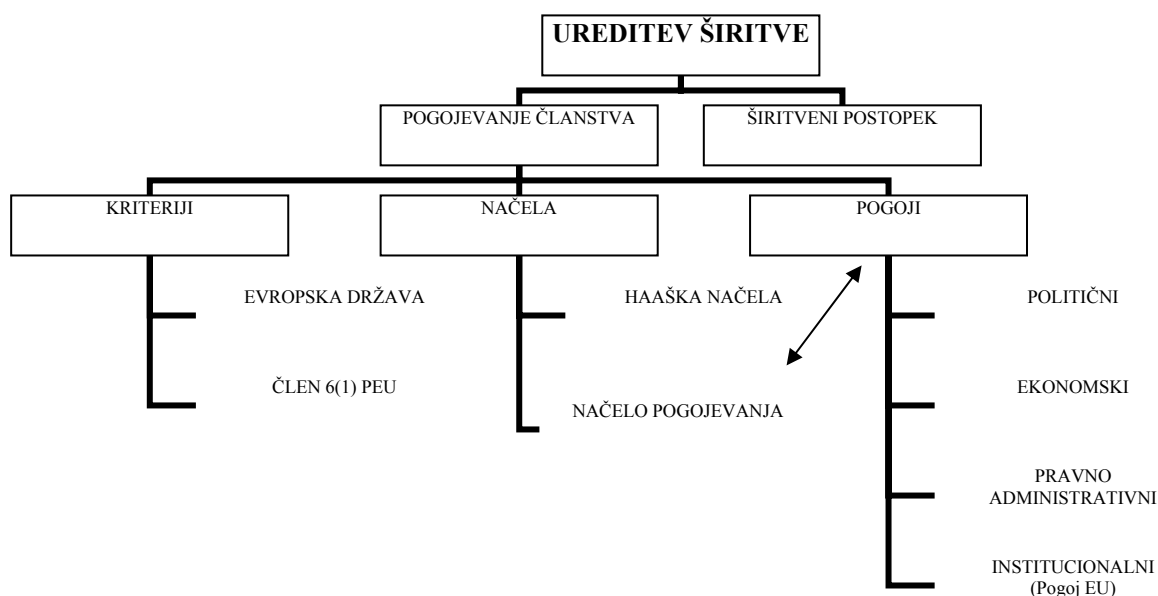 UREDITEV ŠIRITVE
POGOJEVANJE ČLANSTVA
ŠIRITVENI POSTOPEK
KRITERIJI
NAČELA
POGOJI
EVROPSKA DRŽAVA
HAAŠKA NAČELA
POLITIČNI
ČLEN 6(1) PEU
NAČELO POGOJEVANJA
EKONOMSKI
PRAVNO
ADMINISTRATIVNI
INSTITUCIONALNI
(Pogoj EU)